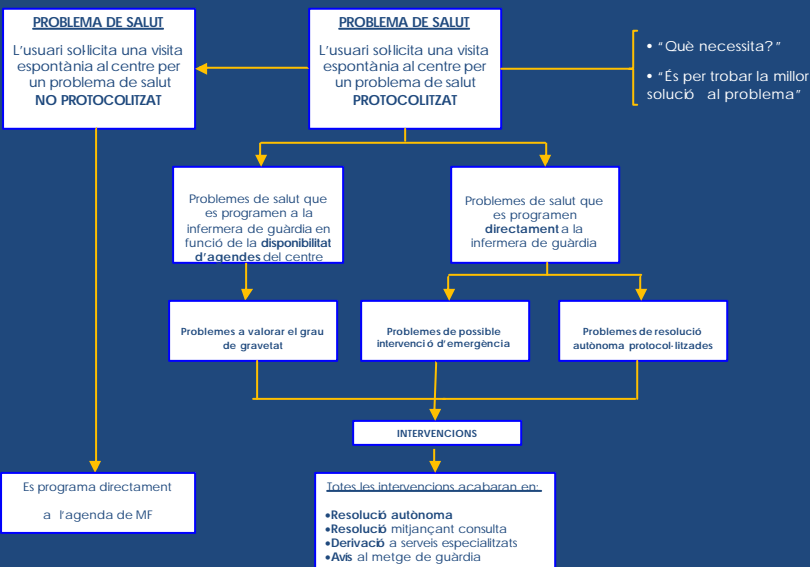 PROBLEMA DE SALUT
L'usuari sol·licita una visita
espontània al centre per
un problema de salut
NO PROTOCOLITZAT
PROBLEMA DE SALUT
L'usuari sol·licita una visita
espontània al centre per
un problema de salut
PROTOCOLITZAT
• "Què necessita?"
• "És per trobar la millor
solució al problema"
Problemes de salut que
es programen a la
infermera de guàrdia en
funció de la disponibilitat
d'agendes del centre
Problemes de salut que
es programen
directament a la
infermera de guàrdia
Problemes a valorar el grau
de gravetat
Problemes de possible
intervenció d'emergència
Problemes de resolució
autònoma protocol·litzades
INTERVENCIONS
Es programa directament
a l'agenda de MF
Totes les intervencions acabaran en:
•Resolució autònoma
•Resolució mitjançant consulta
•Derivació a serveis especialitzats
•Avís al metge de guàrdia